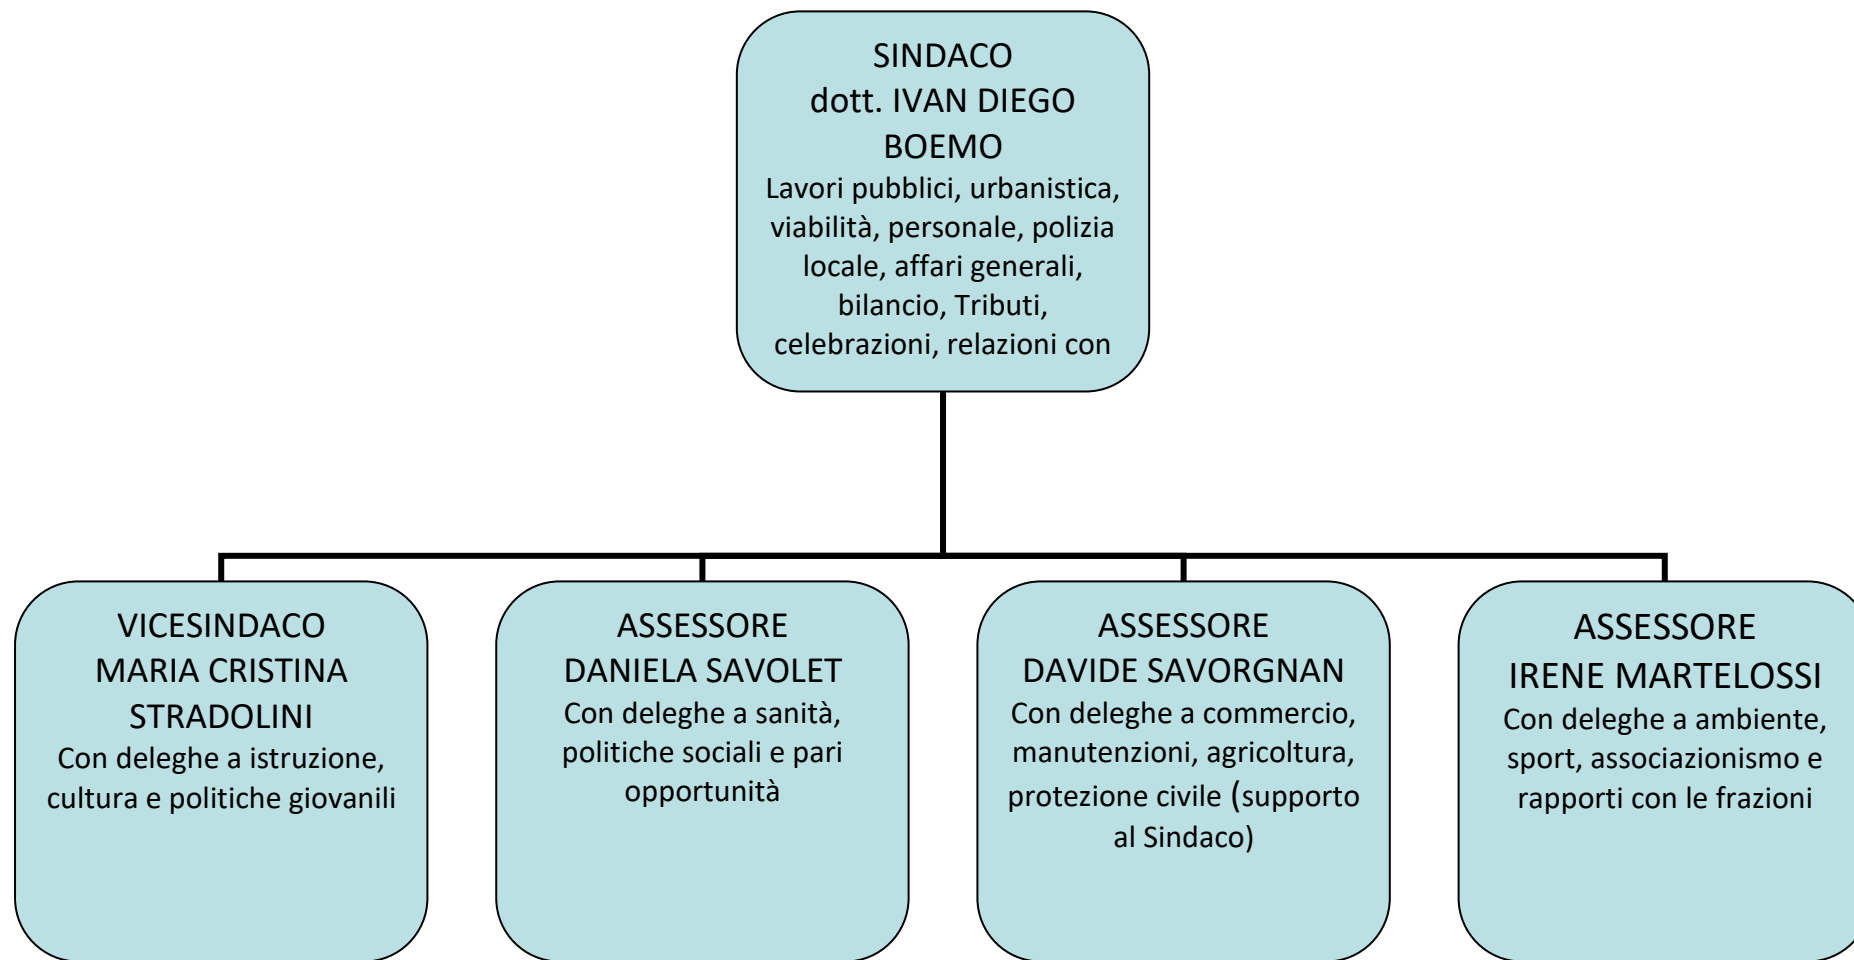 SINDACO
dott. IVAN DIEGO
BOEMO
Lavori pubblici, urbanistica,
viabilità, personale, polizia
locale, affari generali,
bilancio, Tributi,
celebrazioni, relazioni con
VICESINDACO
MARIA CRISTINA
STRADOLINI
Con deleghe a istruzione,
cultura e politiche giovanili
ASSESSORE
DANIELA SAVOLET
Con deleghe a sanità,
politiche sociali e pari
opportunità
ASSESSORE
DAVIDE SAVORGNAN
Con deleghe a commercio,
manutenzioni, agricoltura,
protezione civile (supporto
al Sindaco)
ASSESSORE
IRENE MARTELOSSI
Con deleghe a ambiente,
sport, associazionismo e
rapporti con le frazioni